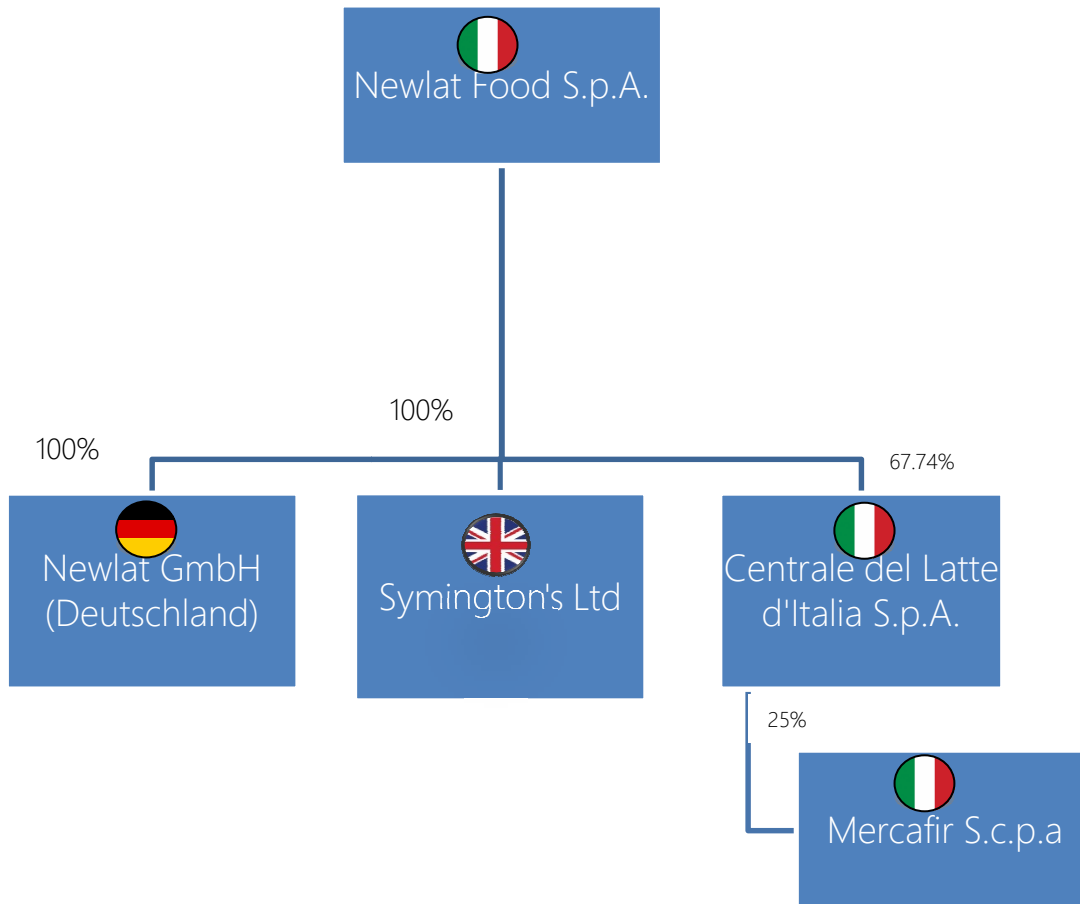 Newlat Food S.p.A.
100%
100%
67.74%
Newlat GmbH
(Deutschland)
Symington's Ltd
Centrale del Latte
d'Italia S.p.A.
25%
Mercafir S.c.p.a